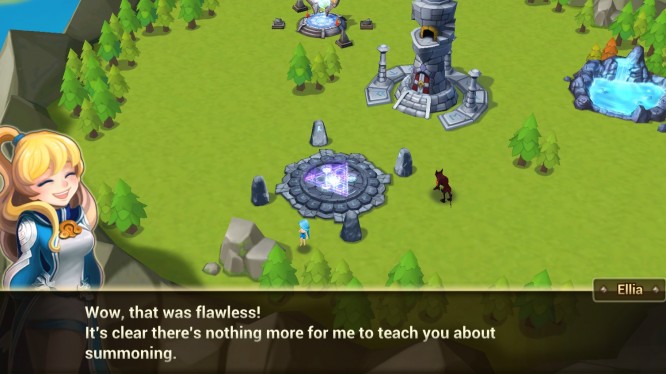 Ellia
Wow, that was flawless!
It's clear there's nothing more for me to teach you about
summoning.